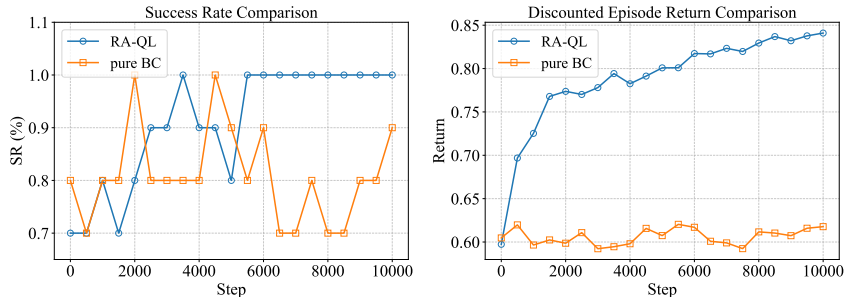 Success Rate Comparison
1.1
1.0
0.9
0.8
0.7
SR (%)
RA-QL
pure BC
0 2000 4000 6000 8000 10000
Step
Discounted Episode Return Comparison
0.85
0.80
0.75
0.70
0.65
0.60
Return
RA-QL
pure BC
0 2000 4000 6000 8000 10000
Step